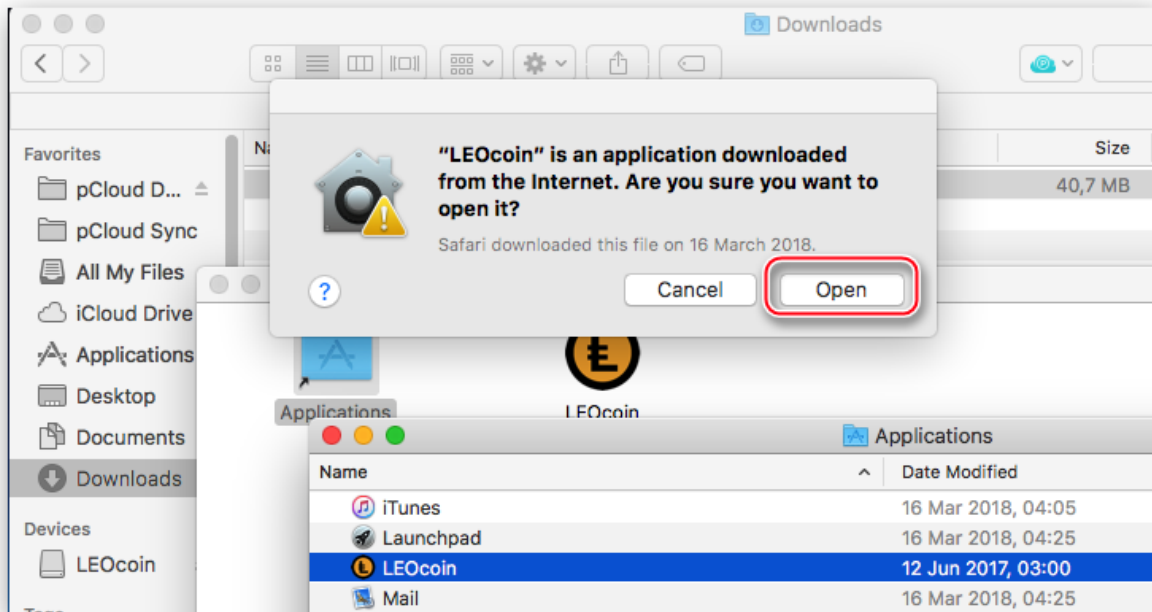 Downloads
Favorites
pCloud D...
pCloud Sync
All My Files
iCloud Drive
Applications
Desktop
Documents
Downloads
Devices
LEOcoin
Size
40,7 MB
“LEOcoin” is an application downloaded
from the Internet. Are you sure you want to
open it?
Safari downloaded this file on 16 March 2018.
?
Cancel
Open
Applications
LEOcoin
Applications
Name
Date Modified
iTunes
16 Mar 2018, 04:05
Launchpad
16 Mar 2018, 04:25
LEOcoin
12 Jun 2017, 03:00
Mail
16 Mar 2018, 04:25